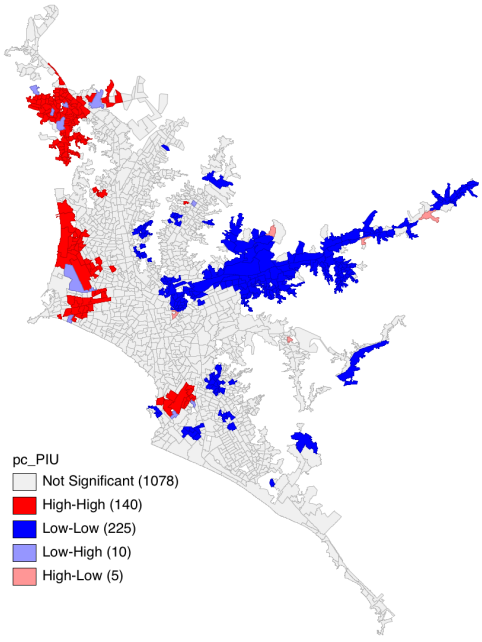 pc_PIU
Not Significant (1078)
High-High (140)
Low-Low (225)
Low-High (10)
High-Low (5)